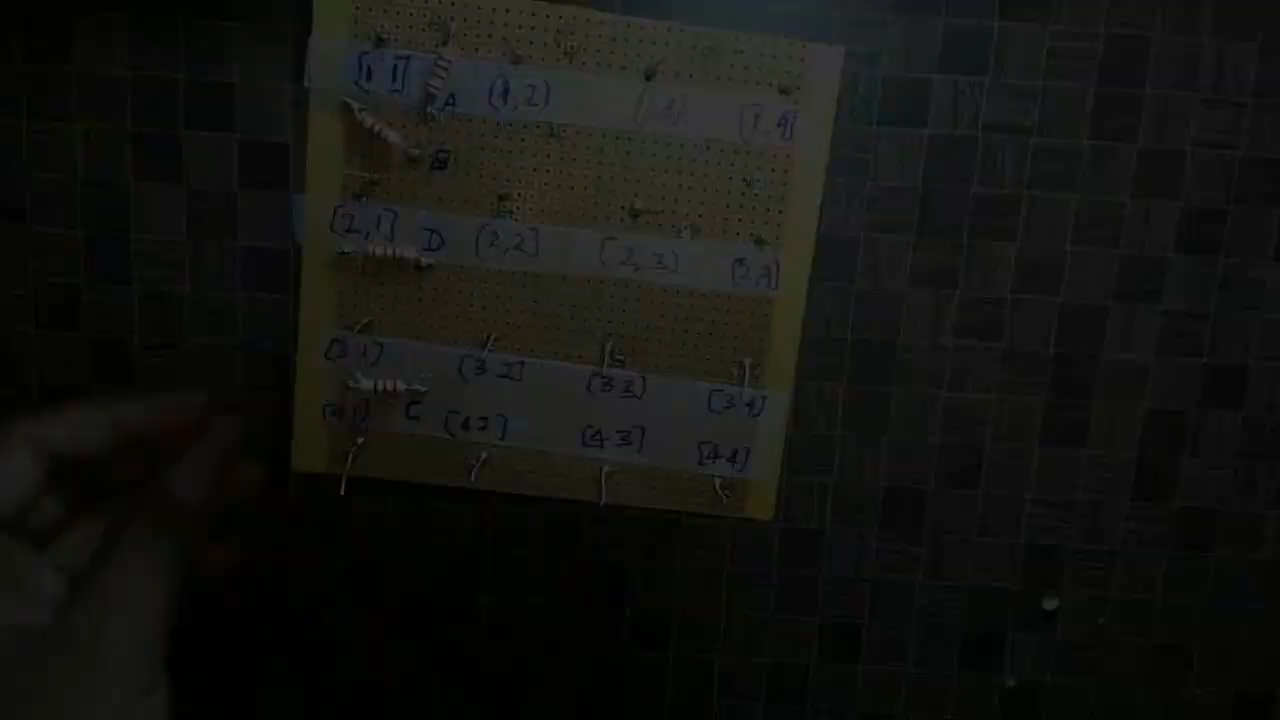 [1 1] A (1,2) [1,4]
B
[2,1] D (2,2] [2,3] [2,4]
[3 1) [3 2] [3 3] [3 4]
[4 1] C [4 2] [4 3] [4 4]